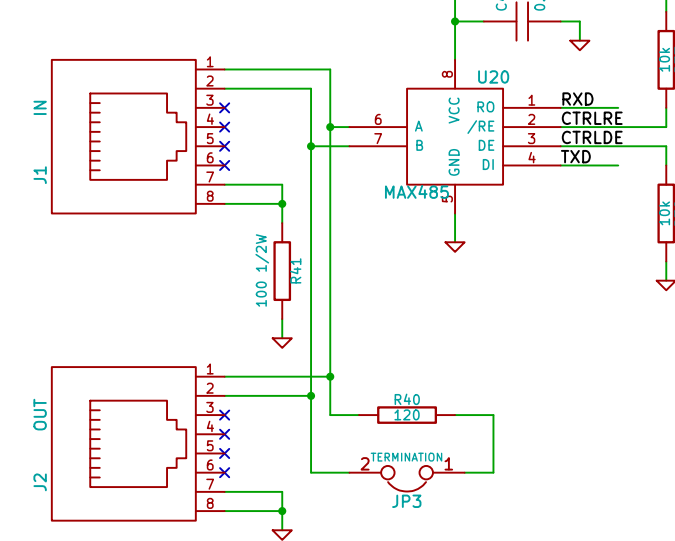 IN
J1
1
2
3
4
5
6
7
8
100 1/2W
R41
8
U20
VCC
GND
6
A
7
B
RO
1
RXD
/RE
2
CTRLRE
DE
3
CTRLDE
DI
4
TXD
MAX485
5
10k
10k
OUT
J2
1
2
3
4
5
6
7
8
R40
120
TERMINATION
2
1
JP3